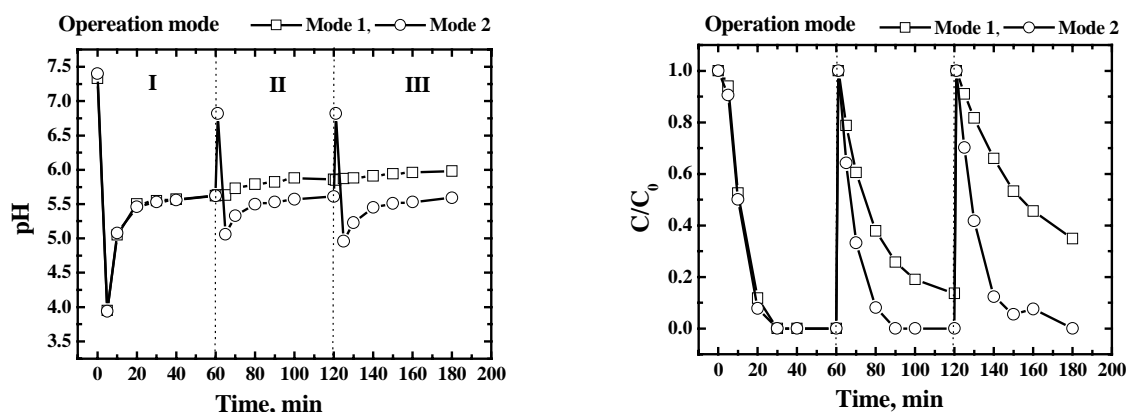 Opereation mode —□— Mode 1, —○— Mode 2
I II III
7.5
7.0
6.5
6.0
5.5
5.0
4.5
4.0
3.5
pH
0 20 40 60 80 100 120 140 160 180 200
Time, min
Operation mode —□— Mode 1, —○— Mode 2
1.0
0.8
0.6
0.4
0.2
0.0
C/C0
0 20 40 60 80 100 120 140 160 180 200
Time, min